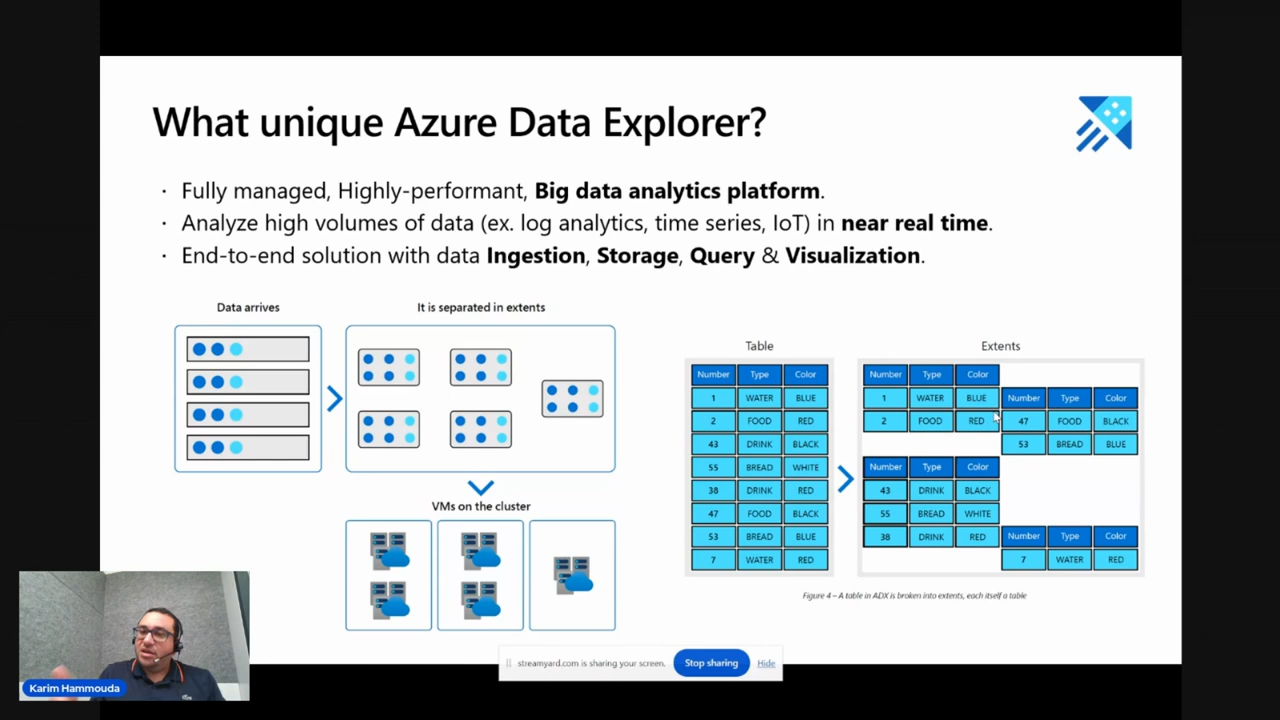 What unique Azure Data Explorer?
· Fully managed, Highly-performant, Big data analytics platform.
· Analyze high volumes of data (ex. log analytics, time series, IoT) in near real time.
· End-to-end solution with data Ingestion, Storage, Query & Visualization.
Data arrives
It is separated in extents
VMs on the cluster
Table
Number Type Color
1 WATER BLUE
2 FOOD RED
43 DRINK BLACK
55 BREAD WHITE
38 DRINK RED
47 FOOD BLACK
53 BREAD BLUE
7 WATER RED
Extents
Number Type Color
1 WATER BLUE
2 FOOD RED
Number Type Color
47 FOOD BLACK
53 BREAD BLUE
Number Type Color
43 DRINK BLACK
55 BREAD WHITE
38 DRINK RED
Number Type Color
7 WATER RED
Figure 4 – A table in ADX is broken into extents, each itself a table
streamyard.com is sharing your screen. Stop sharing Hide
Karim Hammouda